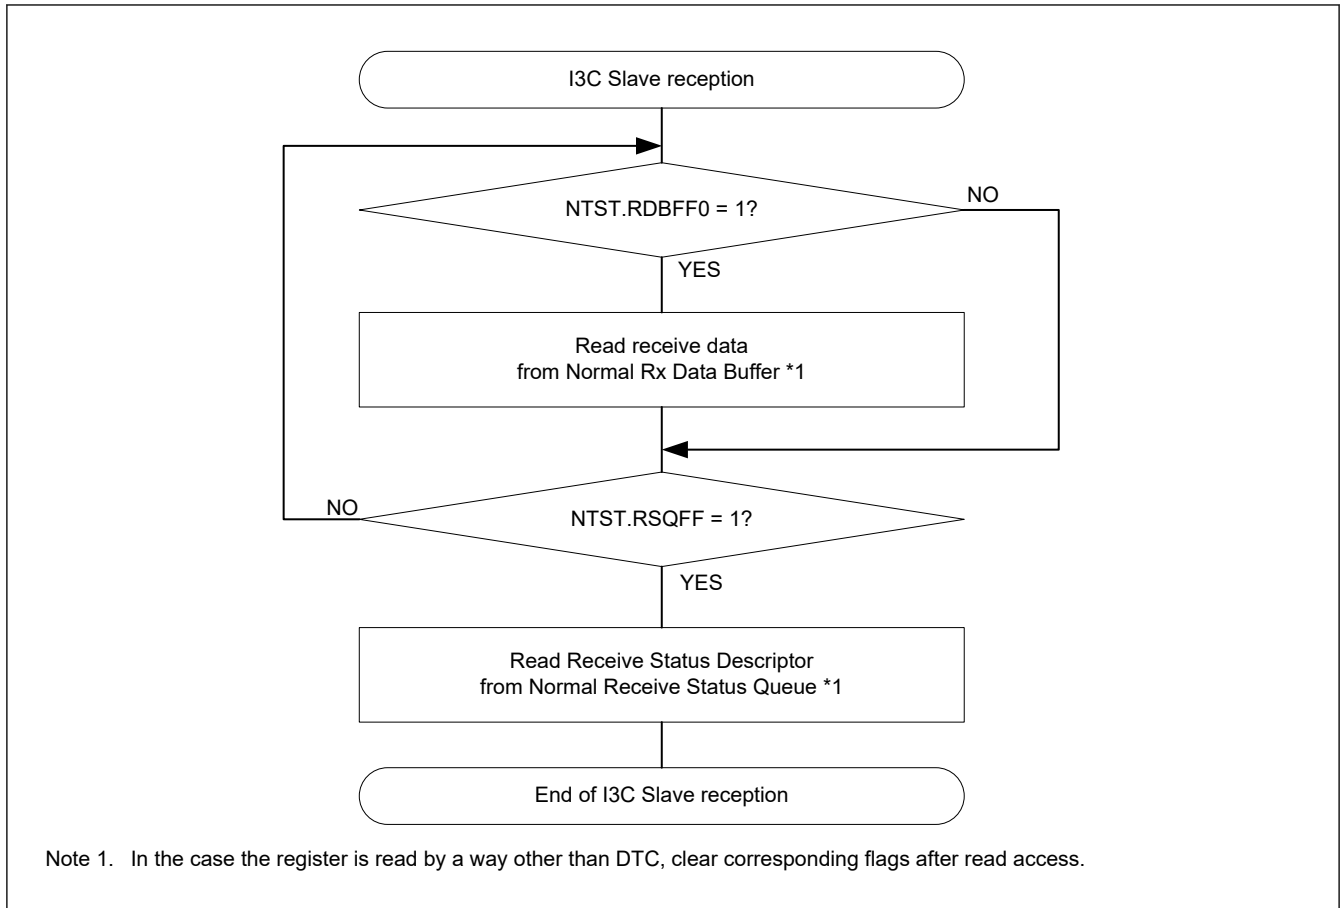 I3C Slave reception
NTST.RDBFF0 = 1?
NO
YES
Read receive data
from Normal Rx Data Buffer *1
NO
NTST.RSQFF = 1?
YES
Read Receive Status Descriptor
from Normal Receive Status Queue *1
End of I3C Slave reception
Note 1. In the case the register is read by a way other than DTC, clear corresponding flags after read access.